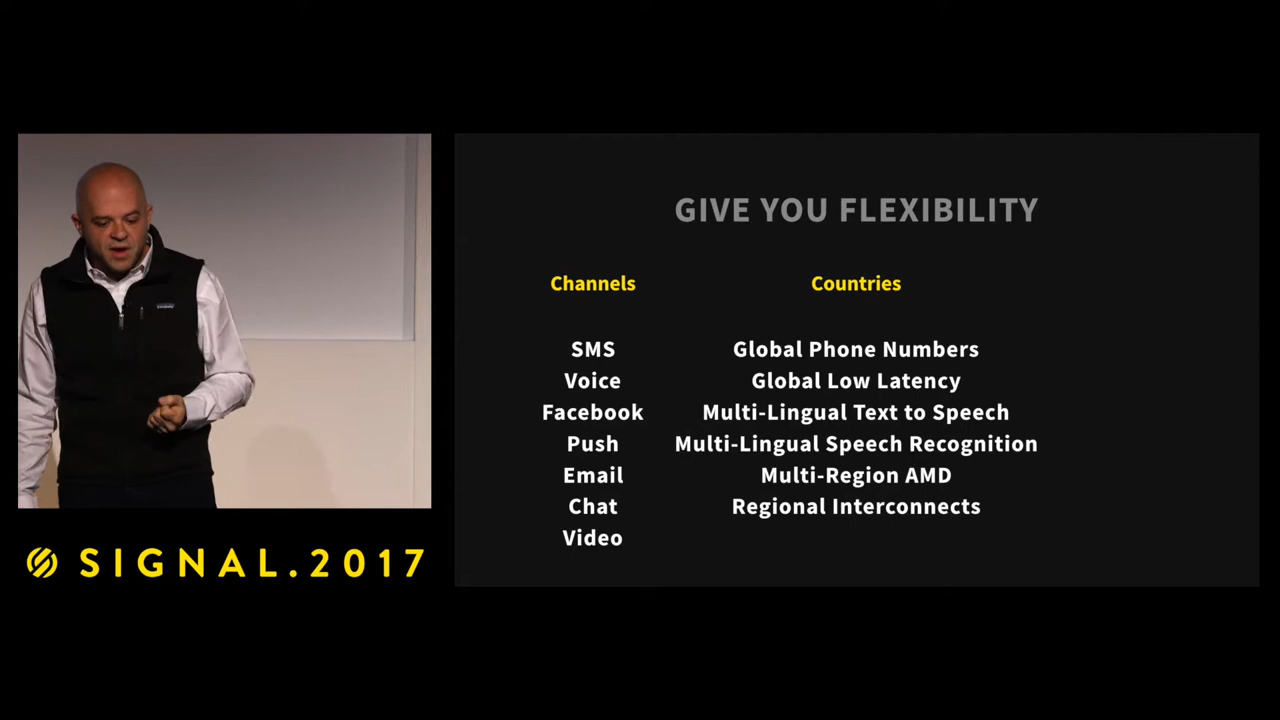 GIVE YOU FLEXIBILITY
Channels
SMS
Voice
Facebook
Push
Email
Chat
Video
Countries
Global Phone Numbers
Global Low Latency
Multi-Lingual Text to Speech
Multi-Lingual Speech Recognition
Multi-Region AMD
Regional Interconnects
SIGNAL.2017